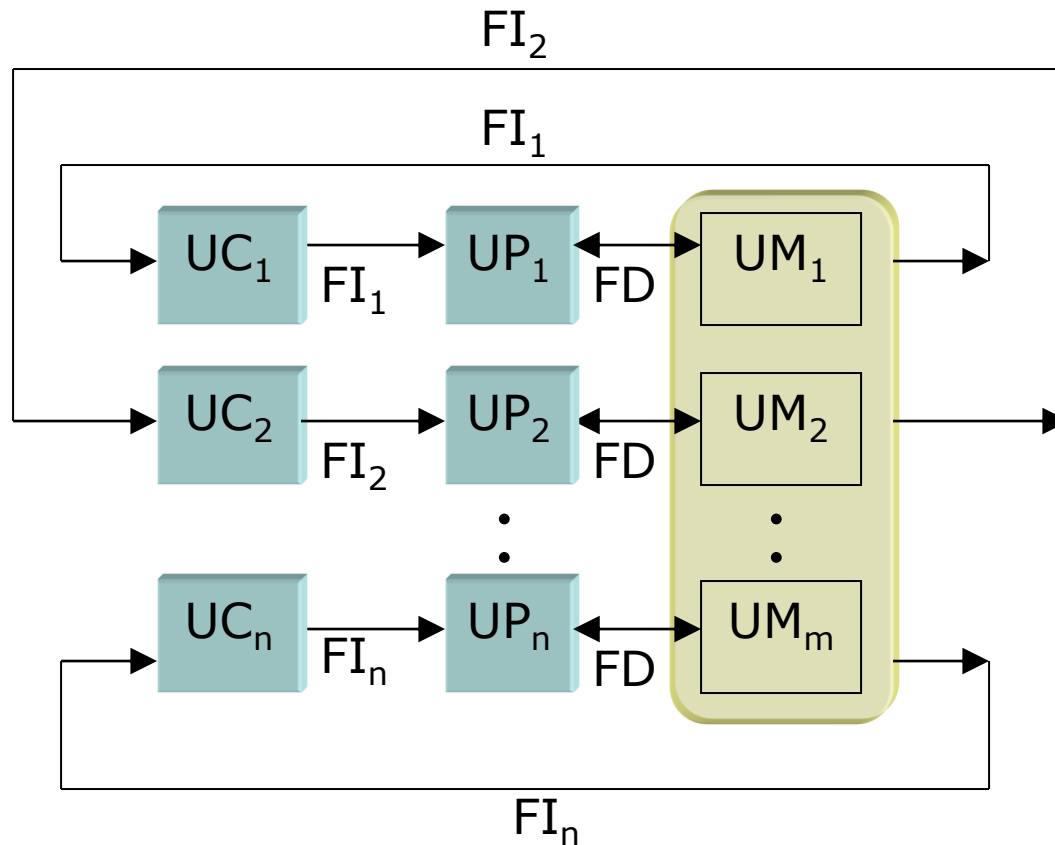 FI₂
FI₁
UC₁ UP₁ UM₁
FI₁ FD
UC₂ UP₂ UM₂
FI₂ FD
UCₙ UPₙ UMₘ
FIₙ FD
FIₙ